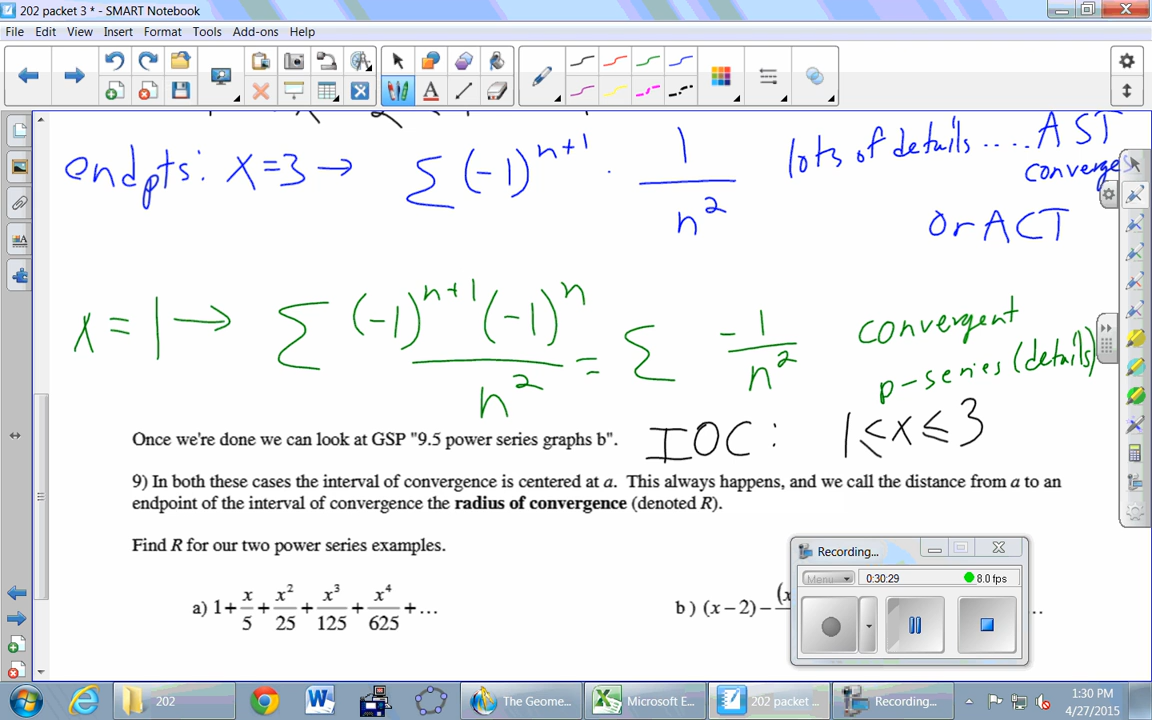 202 packet 3 * - SMART Notebook
File Edit View Insert Format Tools Add-ons Help
endpts: x=3 → Σ (-1)^{n+1} · 1/n² lots of details .... AST
converges
or ACT
x = 1 → Σ (-1)^{n+1} (-1)^n / n² = Σ -1/n² convergent
p-series (details)
Once we're done we can look at GSP "9.5 power series graphs b". IOC: 1≤x≤3
9) In both these cases the interval of convergence is centered at a. This always happens, and we call the distance from a to an
endpoint of the interval of convergence the radius of convergence (denoted R).
Find R for our two power series examples.
a) 1+x/5+x²/25+x³/125+x⁴/625+…
b) (x−2)−(x
Recording...
Menu 0:30:29 8.0 fps
202 The Geome... Microsoft E... 202 packet ... Recording...
1:30 PM
4/27/2015